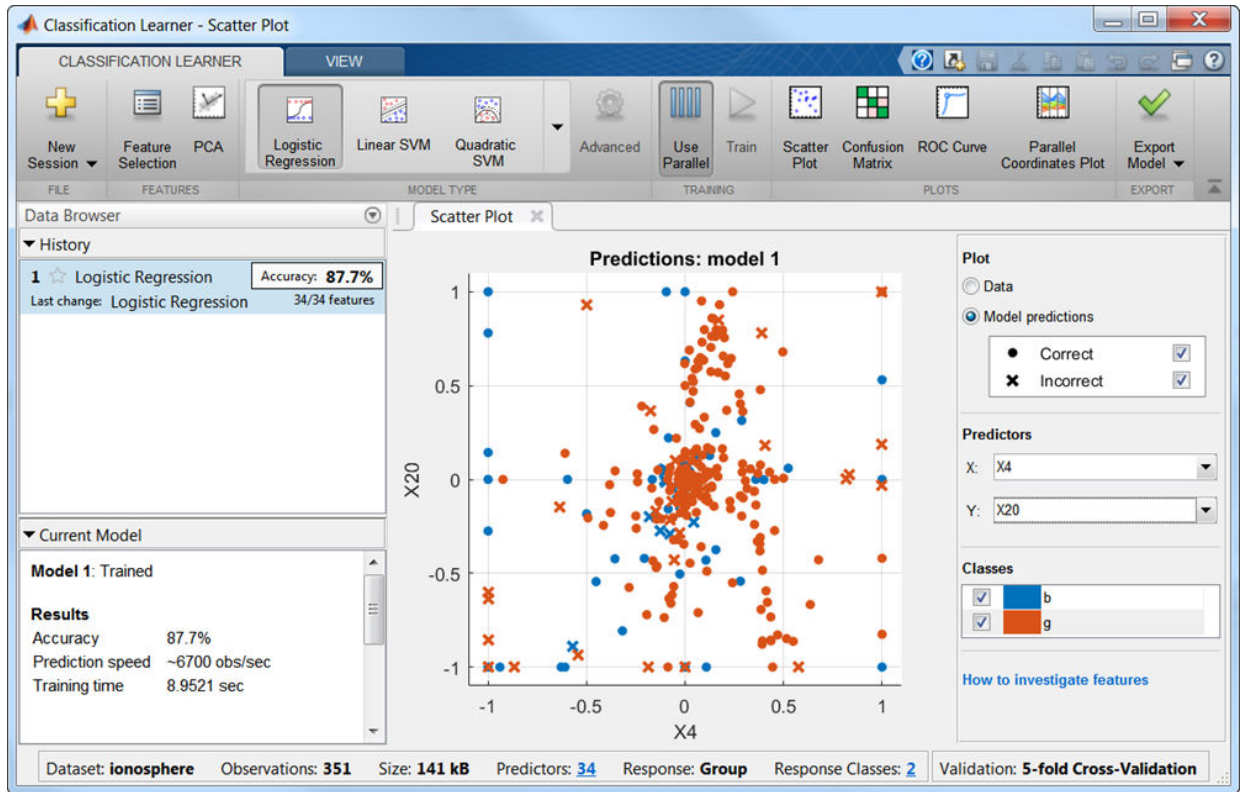 Classification Learner - Scatter Plot
CLASSIFICATION LEARNER VIEW
New Session
Feature Selection
PCA
Logistic Regression
Linear SVM
Quadratic SVM
Advanced
Use Parallel
Train
Scatter Plot
Confusion Matrix
ROC Curve
Parallel Coordinates Plot
Export Model
FILE FEATURES MODEL TYPE TRAINING PLOTS EXPORT
Data Browser
History
1 Logistic Regression Accuracy: 87.7%
Last change: Logistic Regression 34/34 features
Current Model
Model 1: Trained
Results
Accuracy 87.7%
Prediction speed ~6700 obs/sec
Training time 8.9521 sec
Scatter Plot
Predictions: model 1
1
0.5
0
-0.5
-1
X20
-1 -0.5 0 0.5 1
X4
Plot
Data
Model predictions
Correct
Incorrect
Predictors
X: X4
Y: X20
Classes
b
g
How to investigate features
Dataset: ionosphere Observations: 351 Size: 141 kB Predictors: 34 Response: Group Response Classes: 2 Validation: 5-fold Cross-Validation